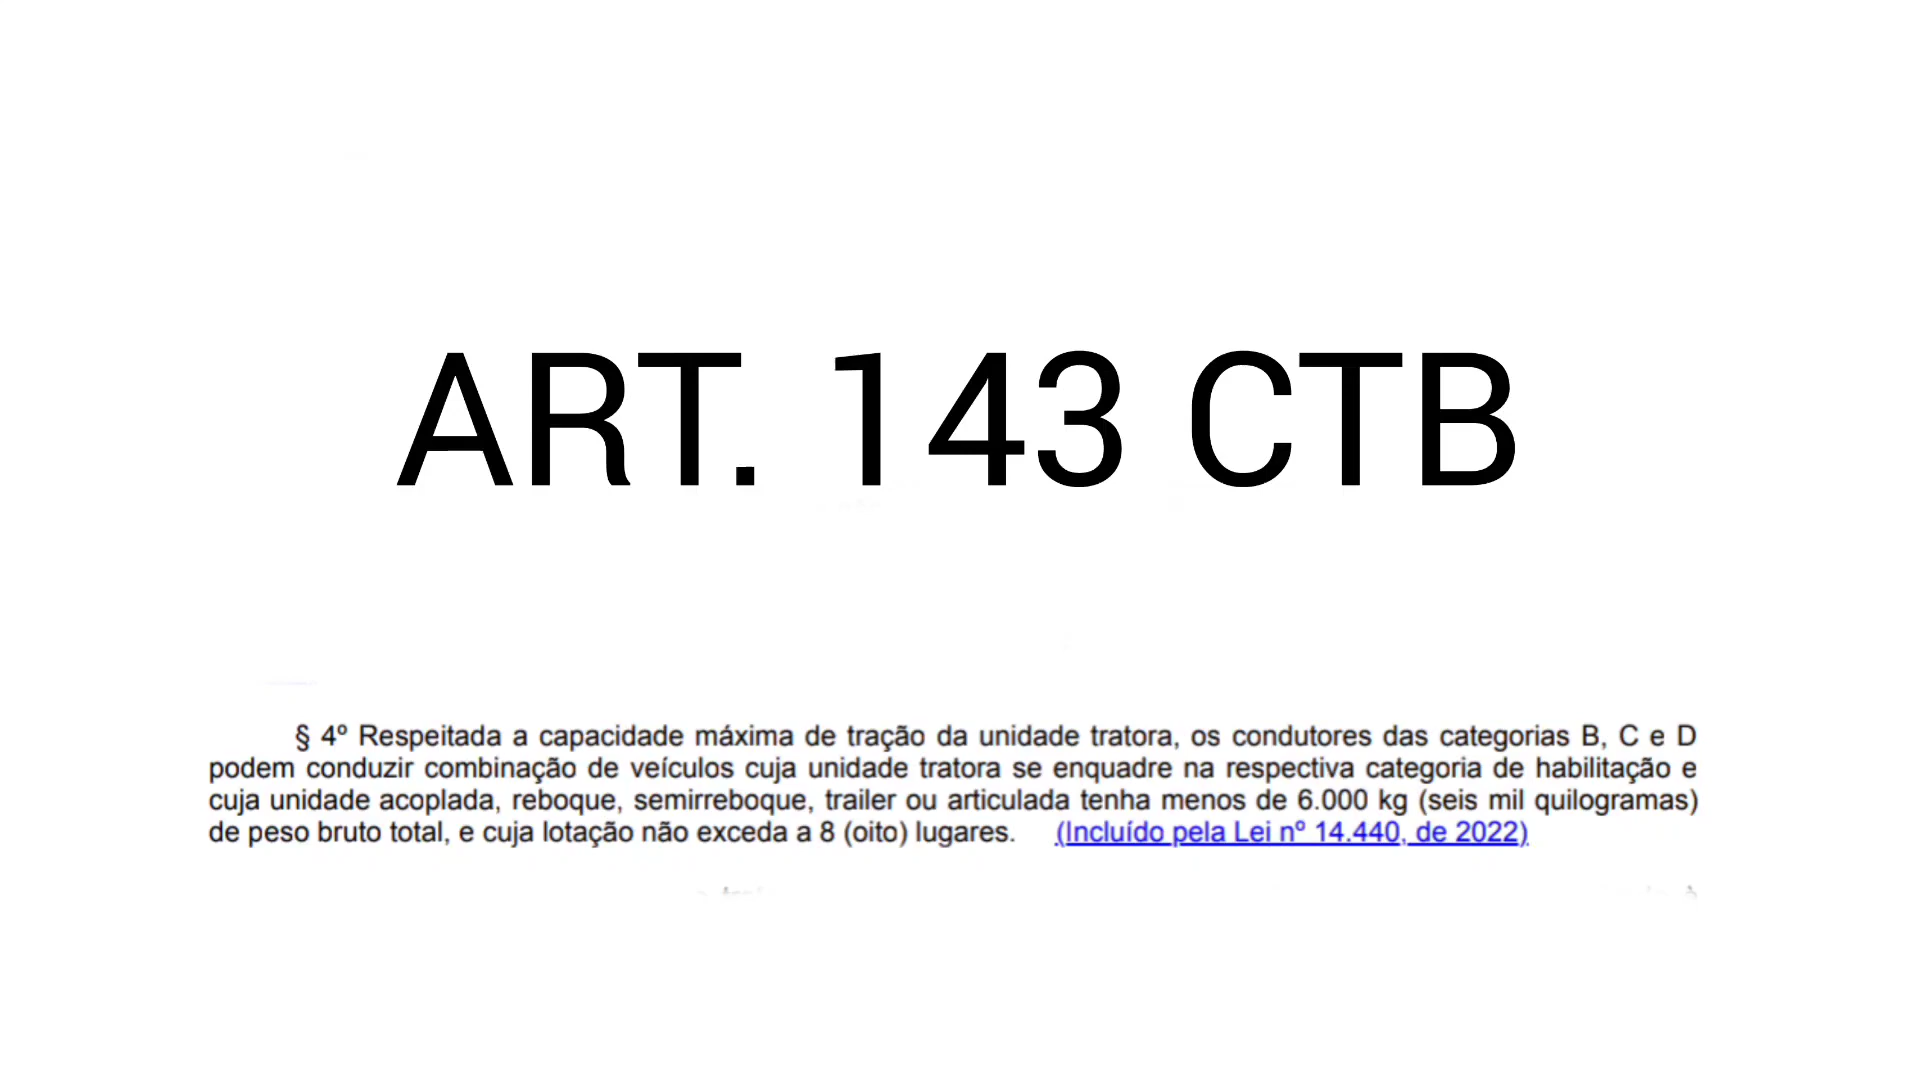 ART. 143 CTB
§ 4º Respeitada a capacidade máxima de tração da unidade tratora, os condutores das categorias B, C e D
podem conduzir combinação de veículos cuja unidade tratora se enquadre na respectiva categoria de habilitação e
cuja unidade acoplada, reboque, semirreboque, trailer ou articulada tenha menos de 6.000 kg (seis mil quilogramas)
de peso bruto total, e cuja lotação não exceda a 8 (oito) lugares. (Incluído pela Lei nº 14.440, de 2022)